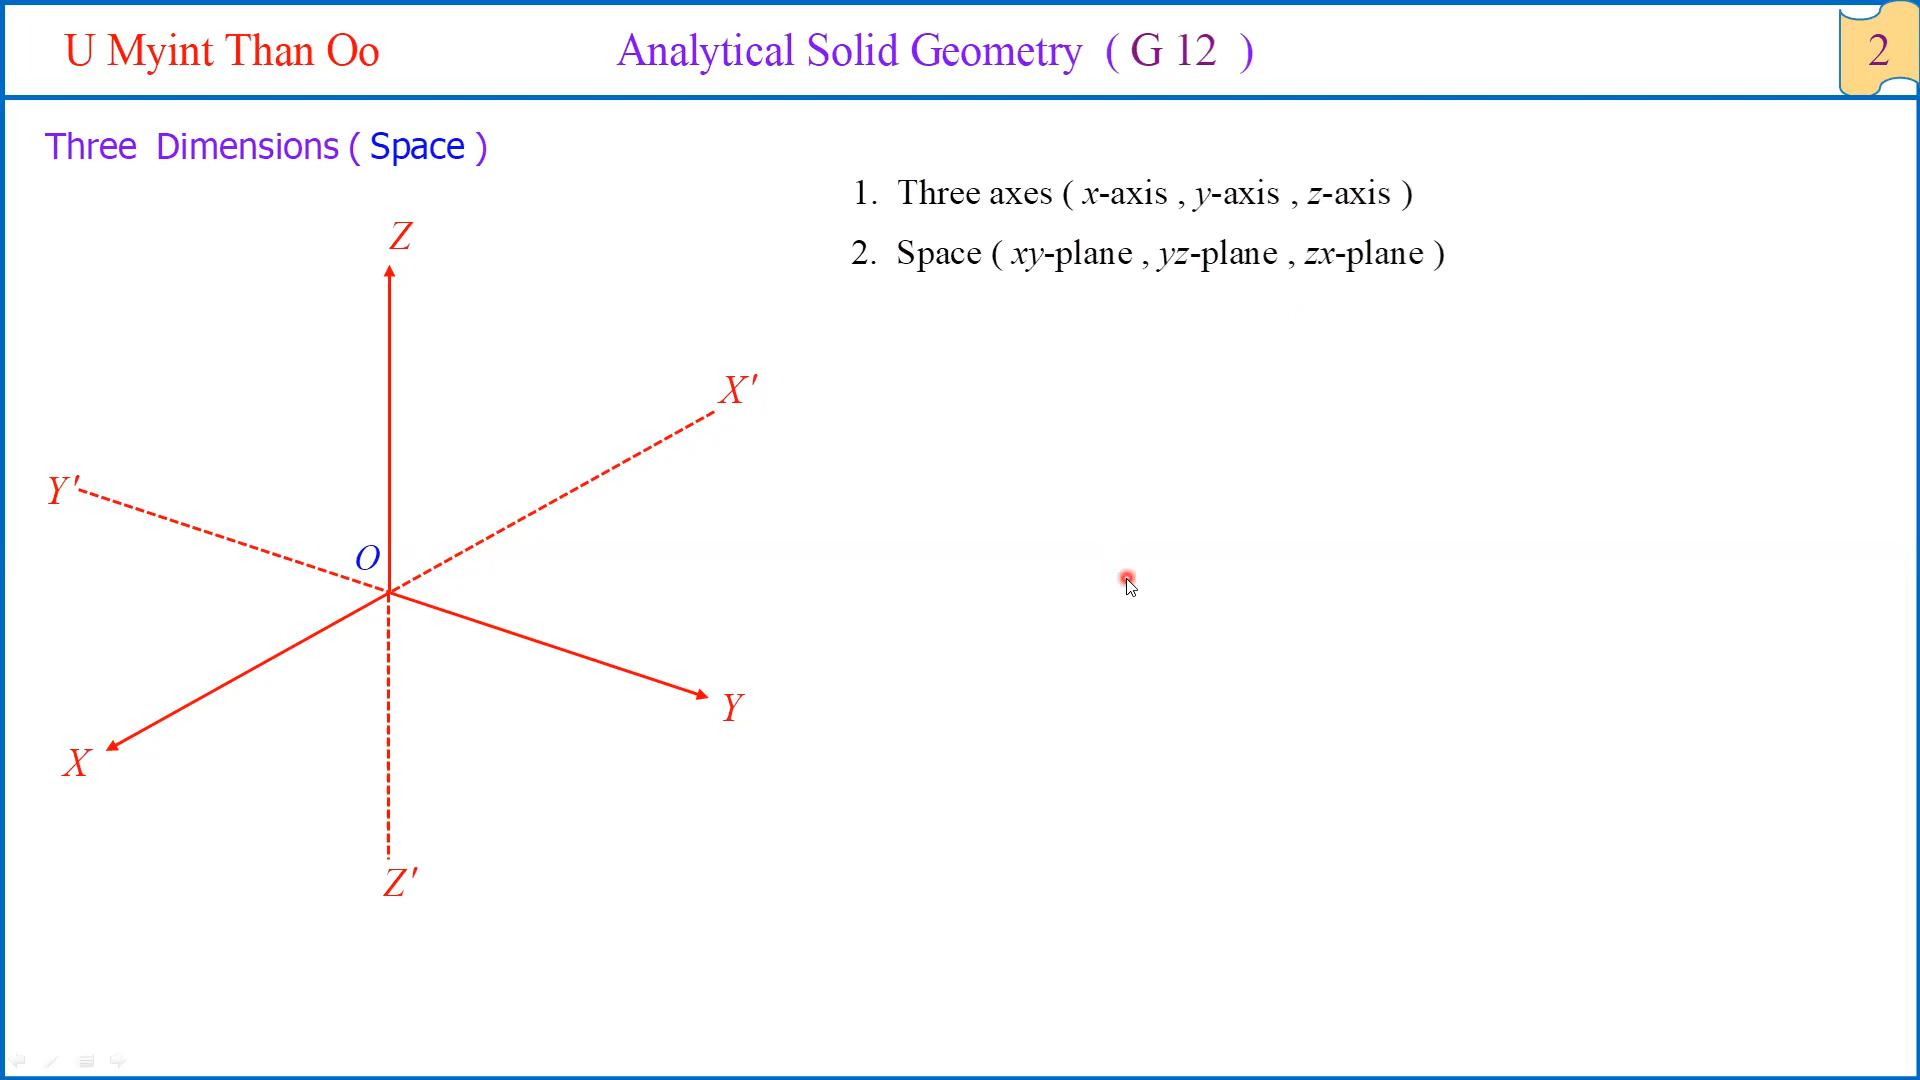 U Myint Than Oo
Analytical Solid Geometry ( G 12 )
2
Three Dimensions ( Space )
1. Three axes ( x-axis , y-axis , z-axis )
2. Space ( xy-plane , yz-plane , zx-plane )
Z
X′
Y′
O
Y
X
Z′